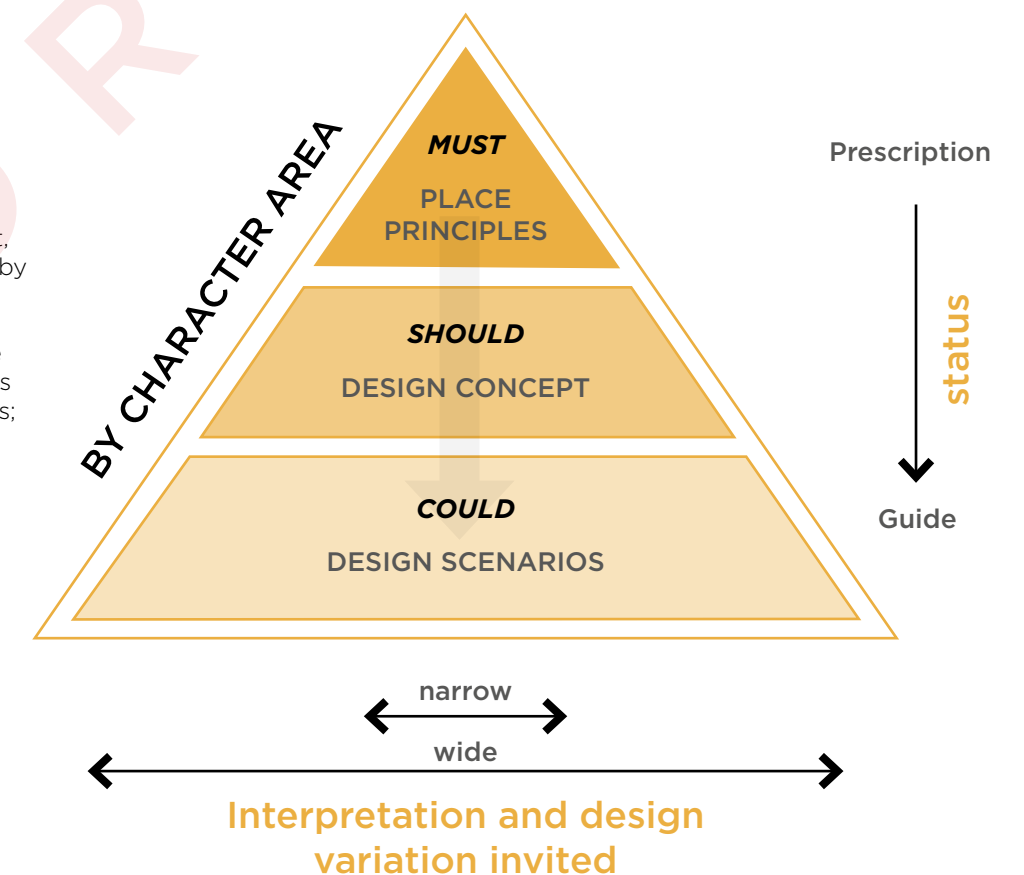 t,
by
s
s;
BY CHARACTER AREA
MUST
PLACE
PRINCIPLES
SHOULD
DESIGN CONCEPT
COULD
DESIGN SCENARIOS
Prescription
status
Guide
narrow
wide
Interpretation and design
variation invited
R